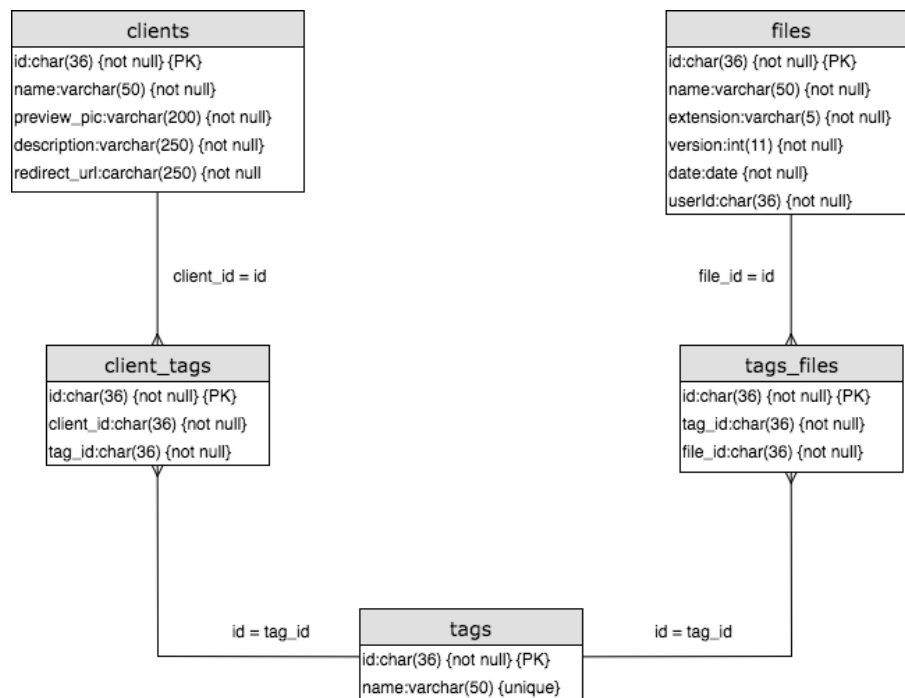 clients
id:char(36) {not null} {PK}
name:varchar(50) {not null}
preview_pic:varchar(200) {not null}
description:varchar(250) {not null}
redirect_url:carchar(250) {not null
files
id:char(36) {not null} {PK}
name:varchar(50) {not null}
extension:varchar(5) {not null}
version:int(11) {not null}
date:date {not null}
userId:char(36) {not null}
client_id = id
file_id = id
client_tags
id:char(36) {not null} {PK}
client_id:char(36) {not null}
tag_id:char(36) {not null}
tags_files
id:char(36) {not null} {PK}
tag_id:char(36) {not null}
file_id:char(36) {not null}
id = tag_id
id = tag_id
tags
id:char(36) {not null} {PK}
name:varchar(50) {unique}